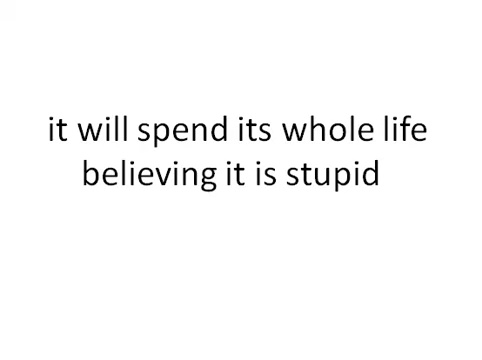 it will spend its whole life
believing it is stupid